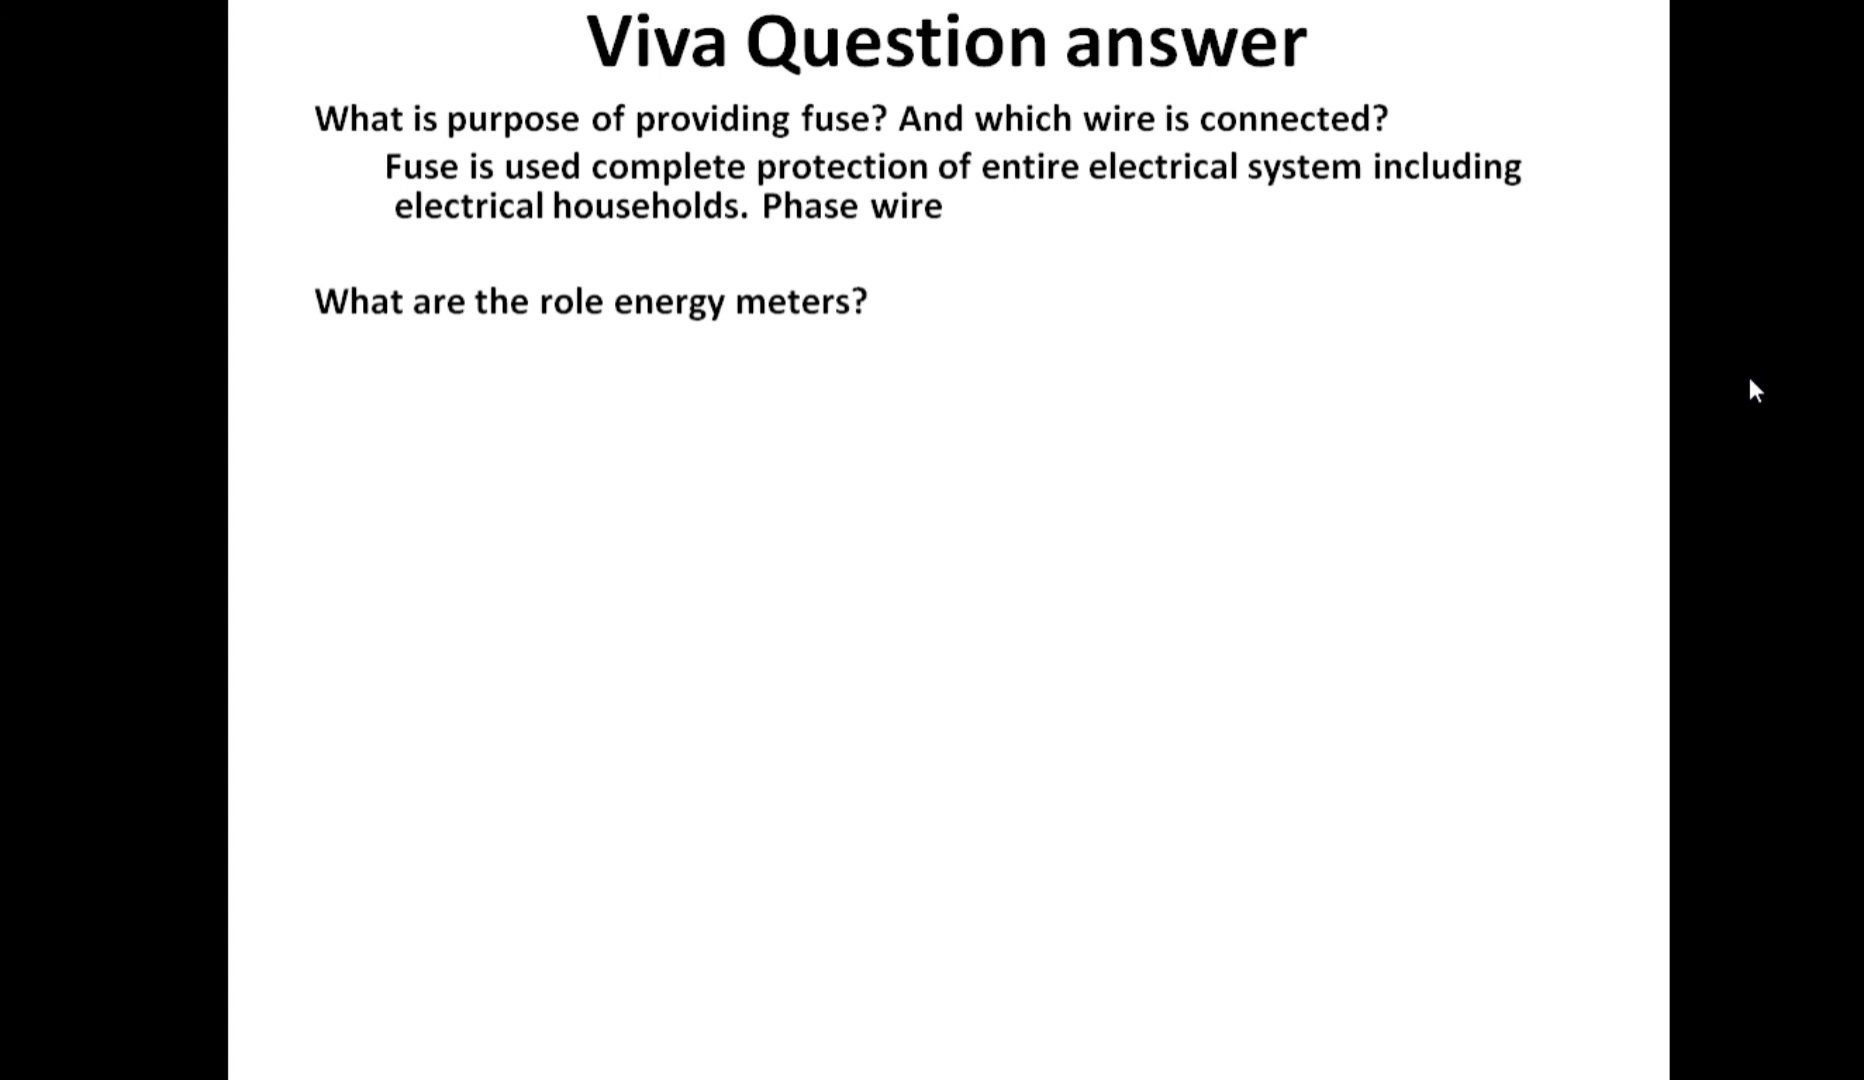 Viva Question answer
What is purpose of providing fuse? And which wire is connected?
Fuse is used complete protection of entire electrical system including
electrical households. Phase wire
What are the role energy meters?